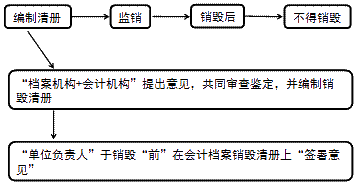 编制清册
监销
销毁后
不得销毁
“档案机构+会计机构”提出意见，共同审查鉴定，并编制销
毁清册
“单位负责人”于销毁“前”在会计档案销毁清册上“签署意
见”